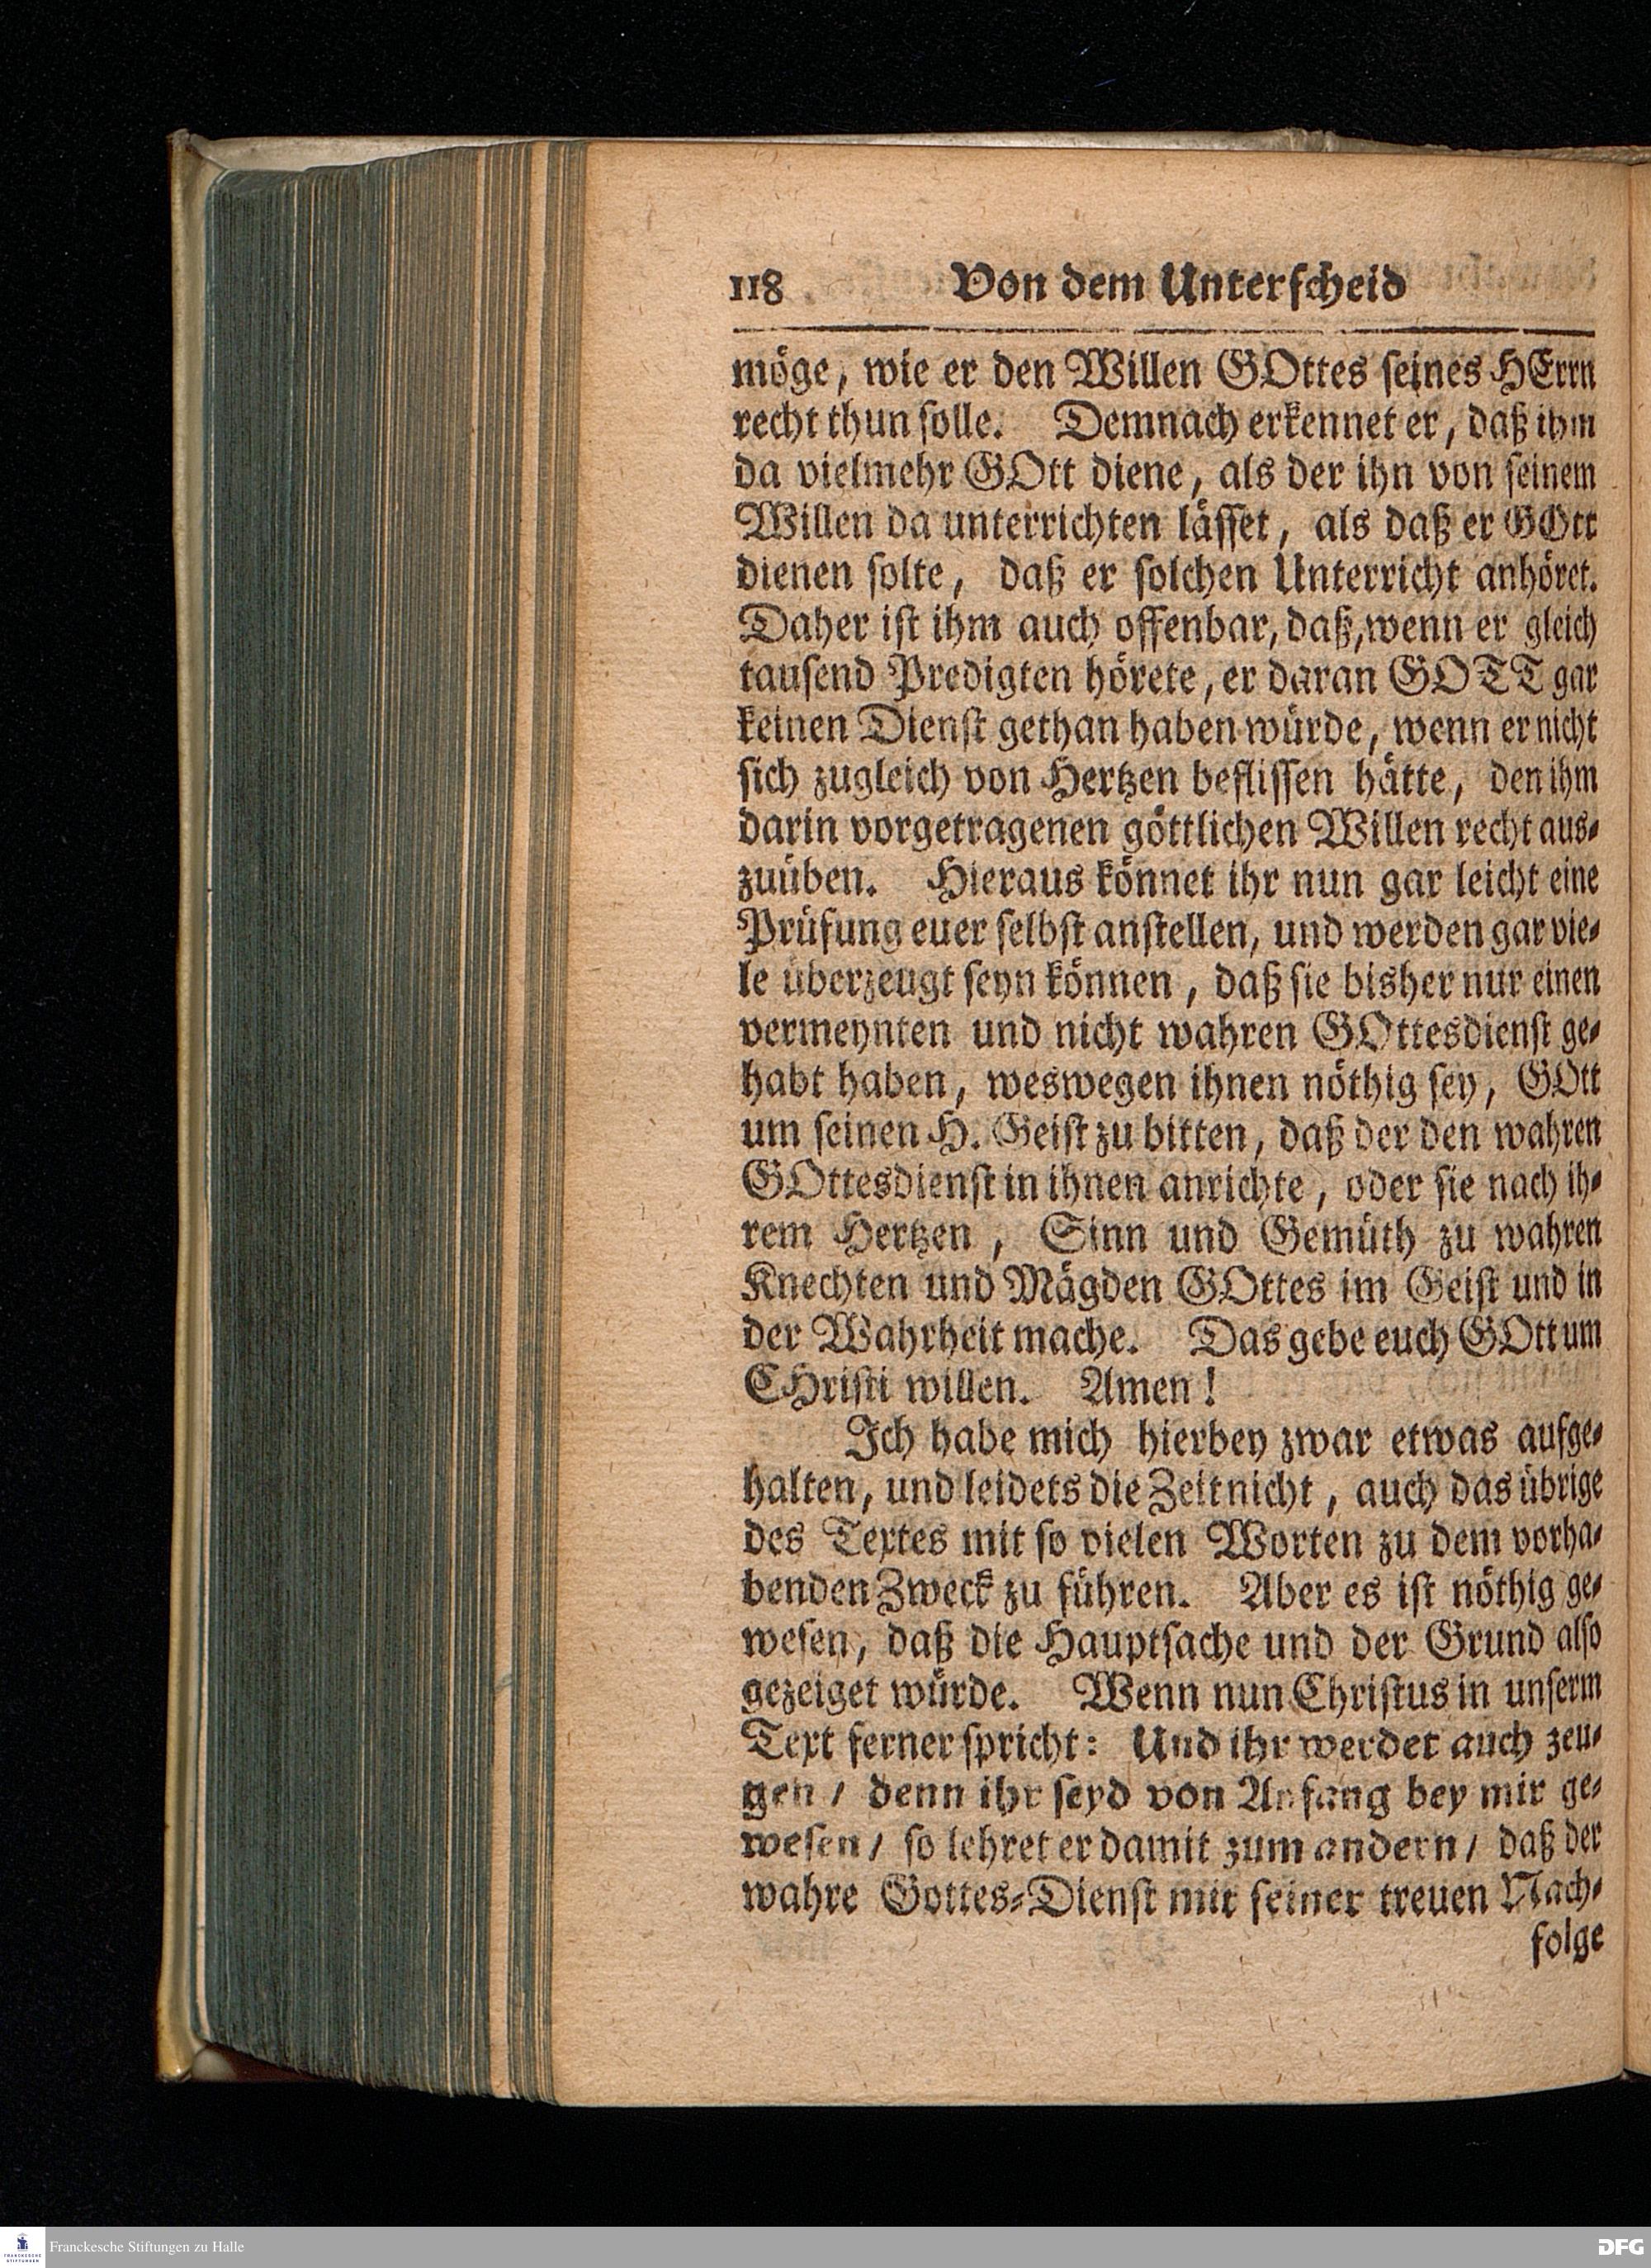 118 Von dem Unterscheid
möge, wie er den Willen GOttes seines HErrn
recht thun solle. Demnach erkennet er, daß ihm
da vielmehr GOtt diene, als der ihn von seinem
Willen da unterrichten lässet, als daß er GOtt
dienen solte, daß er solchen Unterricht anhöret.
Daher ist ihm auch offenbar, daß, wenn er gleich
tausend Predigten hörete, er daran GOTT gar
keinen Dienst gethan haben würde, wenn er nicht
sich zugleich von Hertzen beflissen hätte, den ihm
darin vorgetragenen göttlichen Willen recht aus-
zuüben. Hieraus könnet ihr nun gar leicht eine
Prüfung euer selbst anstellen, und werden gar vie-
le überzeugt seyn können, daß sie bisher nur einen
vermeynten und nicht wahren GOttesdienst ge-
habt haben, weswegen ihnen nöthig sey, GOtt
um seinen H. Geist zu bitten, daß der den wahren
GOttesdienst in ihnen anrichte, oder sie nach ih-
rem Hertzen, Sinn und Gemüth zu wahren
Knechten und Mägden GOttes im Geist und in
der Wahrheit mache. Das gebe euch GOtt um
CHristi willen. Amen!
Ich habe mich hierbey zwar etwas aufge-
halten, und leidets die Zeit nicht, auch das übrige
des Textes mit so vielen Worten zu dem vorha-
benden Zweck zu führen. Aber es ist nöthig ge-
wesen, daß die Hauptsache und der Grund also
gezeiget würde. Wenn nun Christus in unserm
Text ferner spricht: Und ihr werdet auch zeu-
gen / denn ihr seyd von Anfang bey mir ge-
wesen / so lehret er damit zum andern / daß der
wahre Gottes-Dienst mit seiner treuen Nach-
folge
FRANCKESCHE STIFTUNGEN
Franckesche Stiftungen zu Halle
DFG